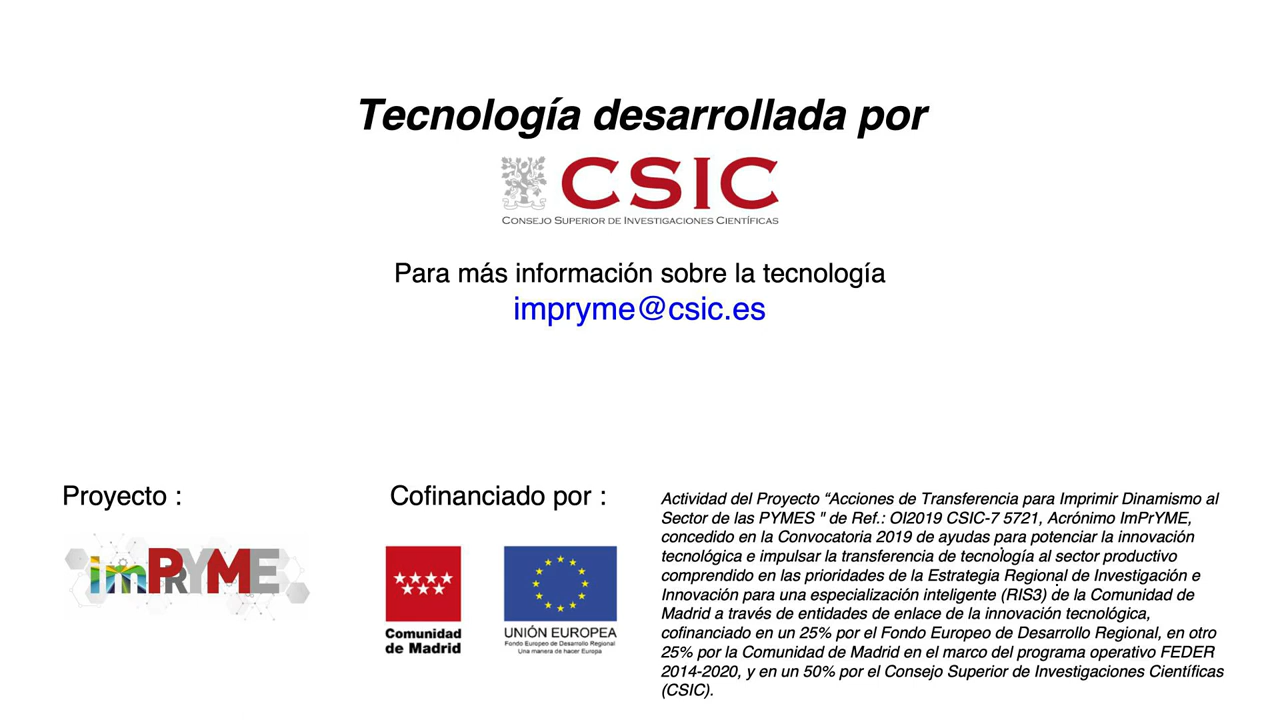 Tecnología desarrollada por
CSIC
CONSEJO SUPERIOR DE INVESTIGACIONES CIENTÍFICAS
Para más información sobre la tecnología
impryme@csic.es
Proyecto :
imPRYME
Cofinanciado por :
Comunidad
de Madrid
UNIÓN EUROPEA
Fondo Europeo de Desarrollo Regional
Una manera de hacer Europa
Actividad del Proyecto “Acciones de Transferencia para Imprimir Dinamismo al
Sector de las PYMES " de Ref.: OI2019 CSIC-7 5721, Acrónimo ImPrYME,
concedido en la Convocatoria 2019 de ayudas para potenciar la innovación
tecnológica e impulsar la transferencia de tecnología al sector productivo
comprendido en las prioridades de la Estrategia Regional de Investigación e
Innovación para una especialización inteligente (RIS3) de la Comunidad de
Madrid a través de entidades de enlace de la innovación tecnológica,
cofinanciado en un 25% por el Fondo Europeo de Desarrollo Regional, en otro
25% por la Comunidad de Madrid en el marco del programa operativo FEDER
2014-2020, y en un 50% por el Consejo Superior de Investigaciones Científicas
(CSIC).